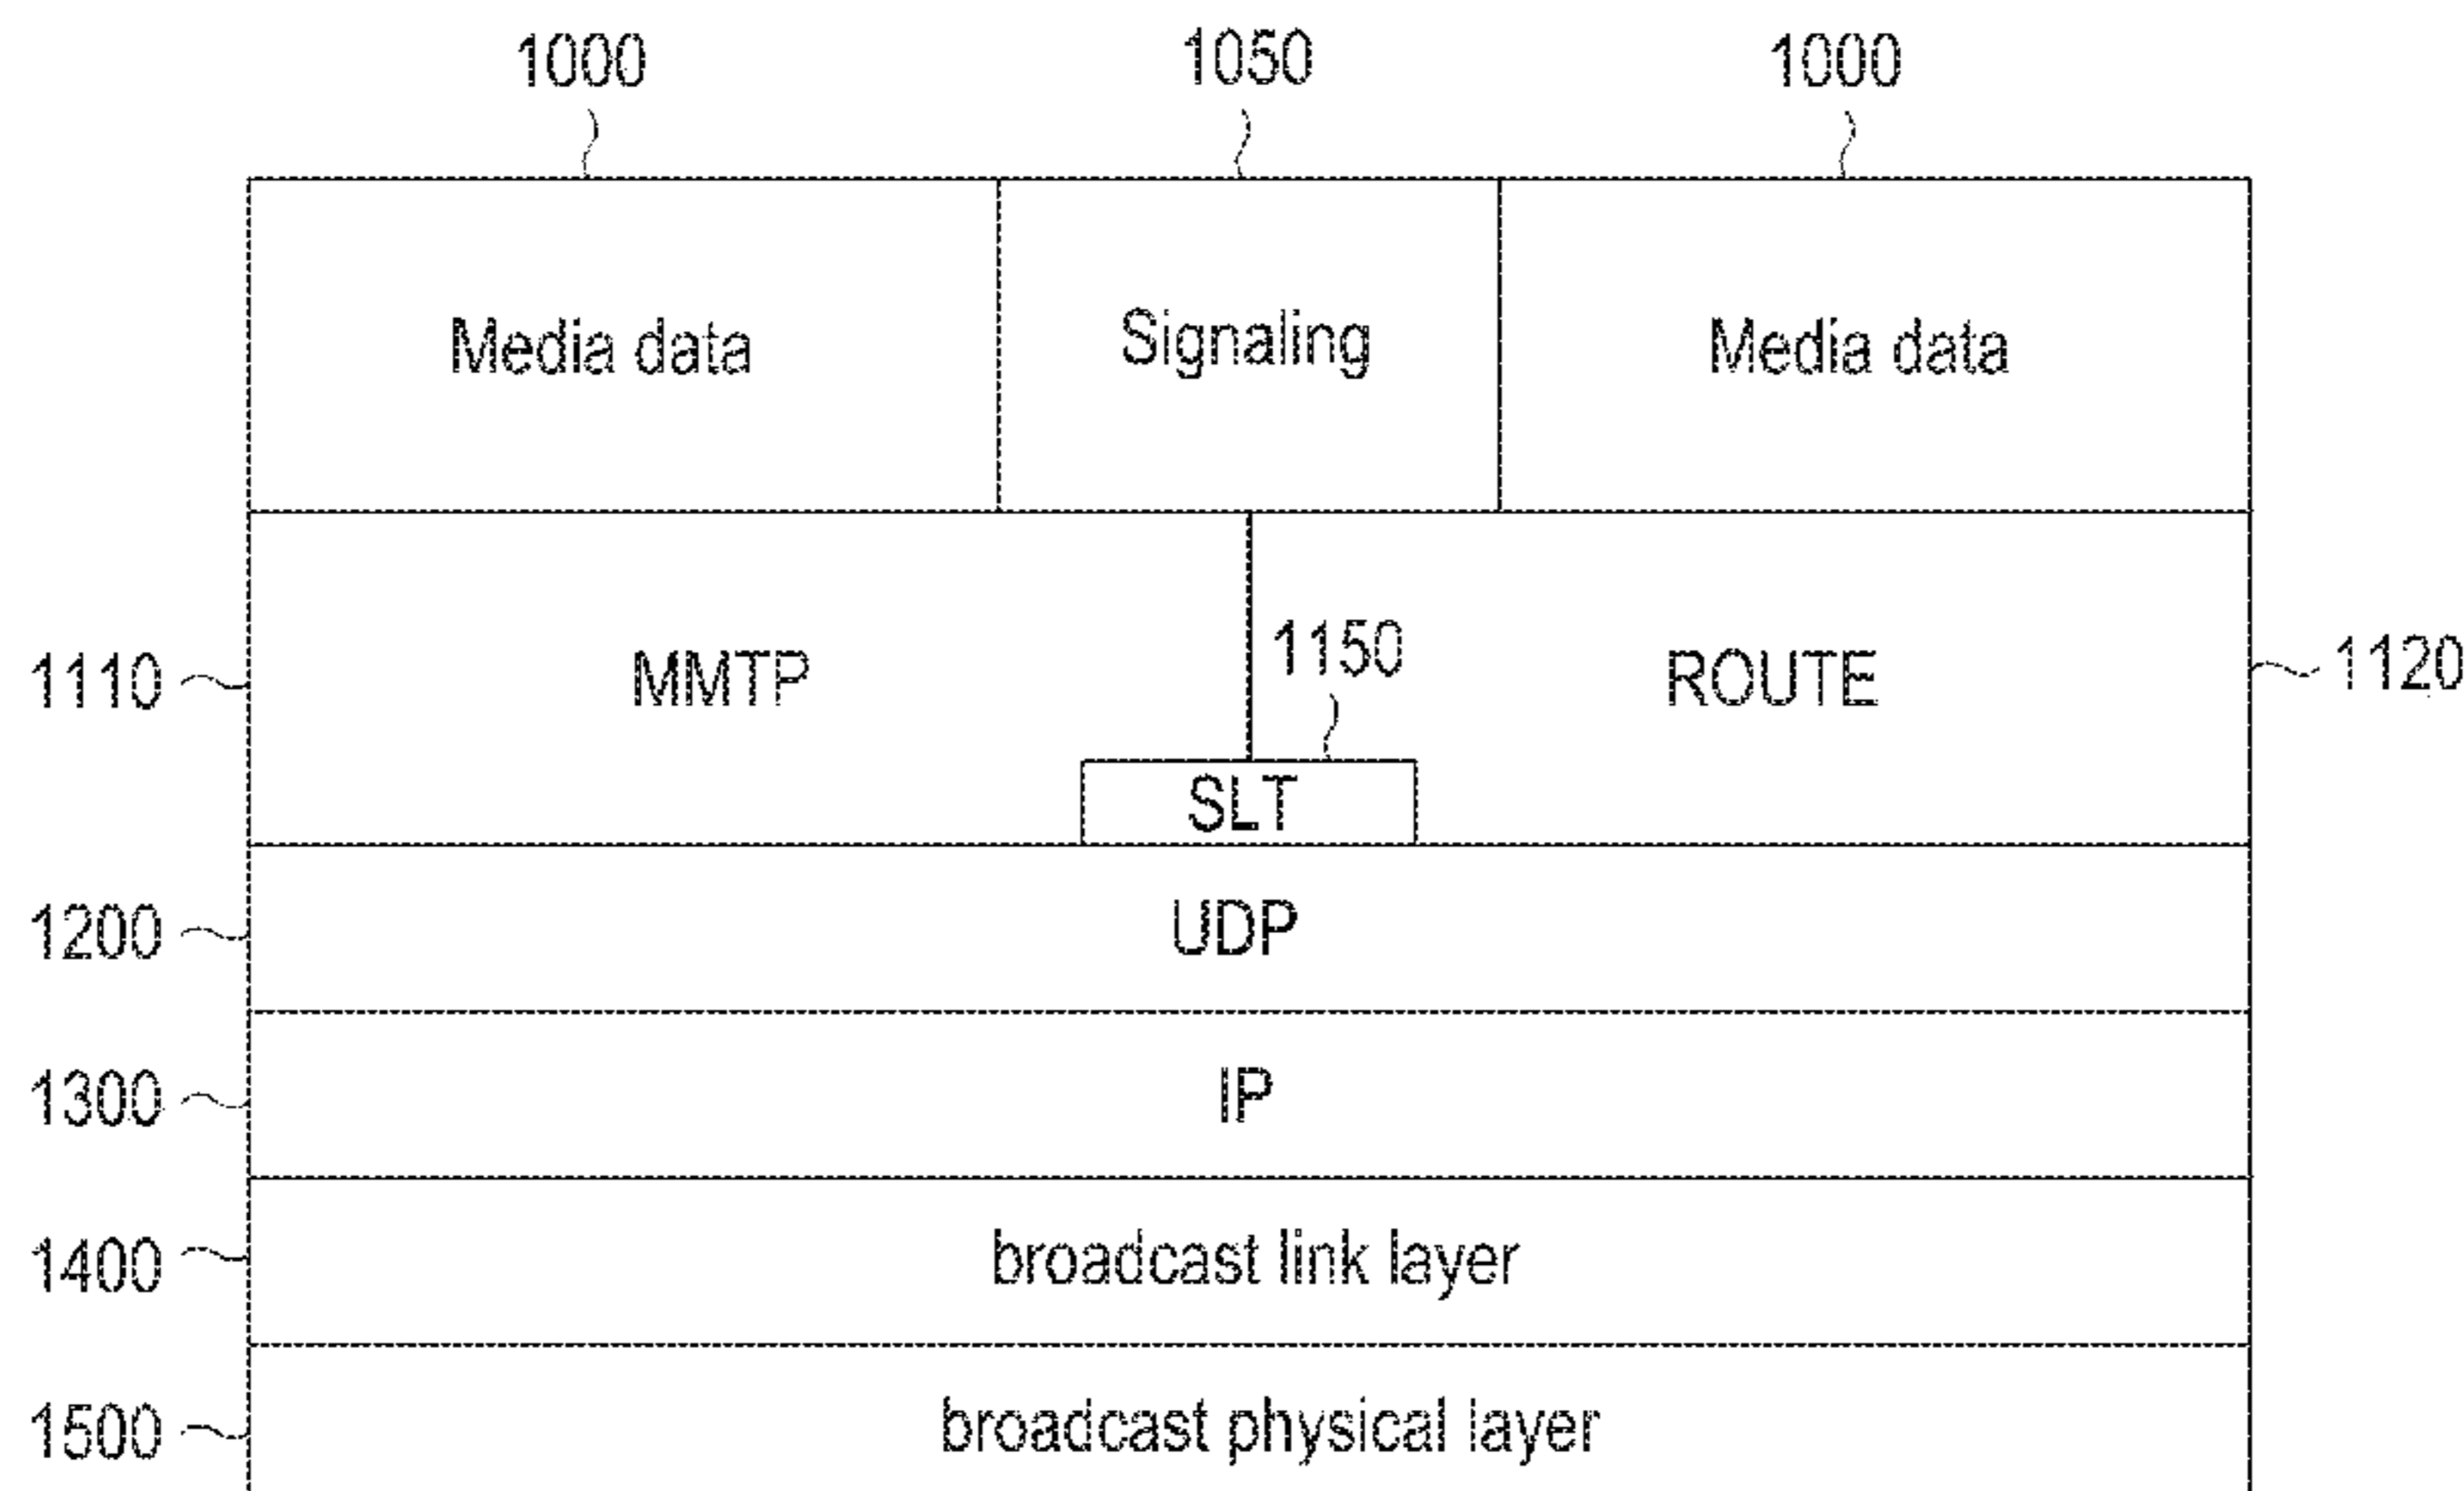 1000
1050
1000
Media data
Signaling
Media data
1110
MMTP
1150
ROUTE
1120
SLT
1200
UDP
1300
IP
1400
broadcast link layer
1500
broadcast physical layer